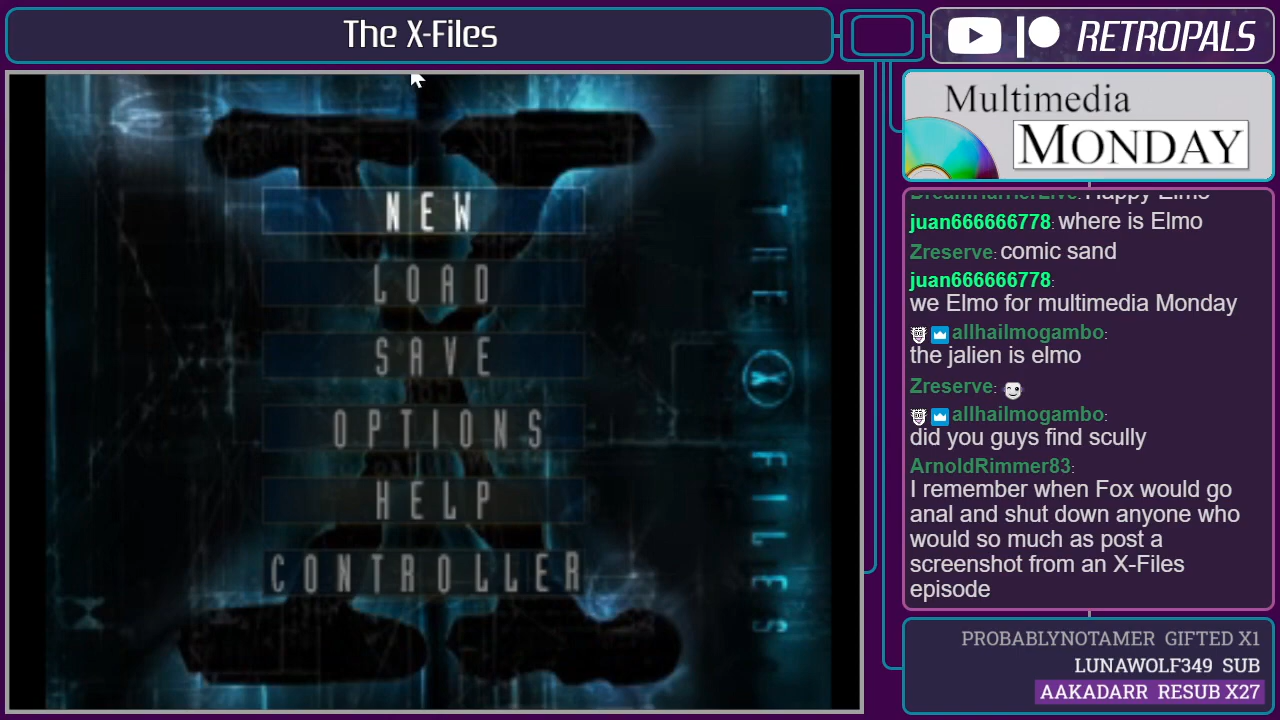 The X-Files
RETROPALS
Multimedia
MONDAY
NEW
LOAD
SAVE
OPTIONS
HELP
CONTROLLER
THE X FILES
juan666666778: where is Elmo
Zreserve: comic sand
juan666666778:
we Elmo for multimedia Monday
allhailmogambo:
the jalien is elmo
Zreserve:
allhailmogambo:
did you guys find scully
ArnoldRimmer83:
I remember when Fox would go
anal and shut down anyone who
would so much as post a
screenshot from an X-Files
episode
PROBABLYNOTAMER GIFTED X1
LUNAWOLF349 SUB
AAKADARR RESUB X27